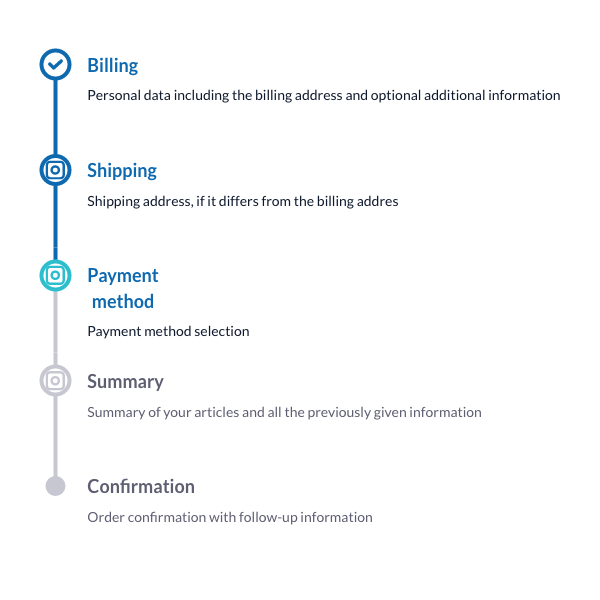 Billing
Personal data including the billing address and optional additional information
Shipping
Shipping address, if it differs from the billing addres
Payment
method
Payment method selection
Summary
Summary of your articles and all the previously given information
Confirmation
Order confirmation with follow-up information